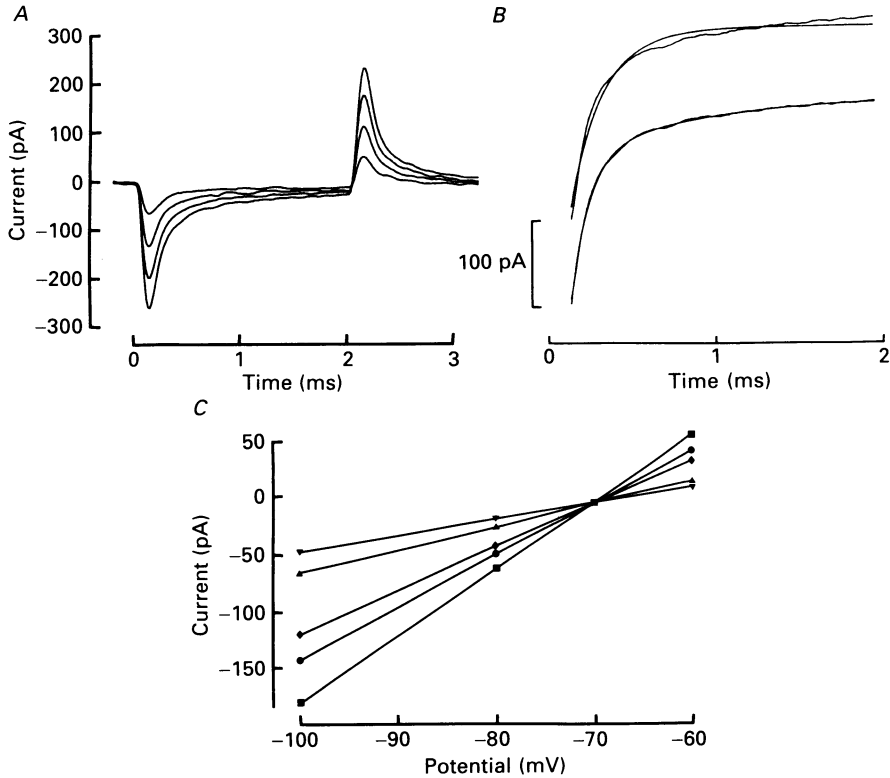 A
300
200
100
0
−100
−200
−300
Current (pA)
0 1 2 3
Time (ms)
B
100 pA
0 1 2
Time (ms)
C
50
0
−50
−100
−150
Current (pA)
−100 −90 −80 −70 −60
Potential (mV)